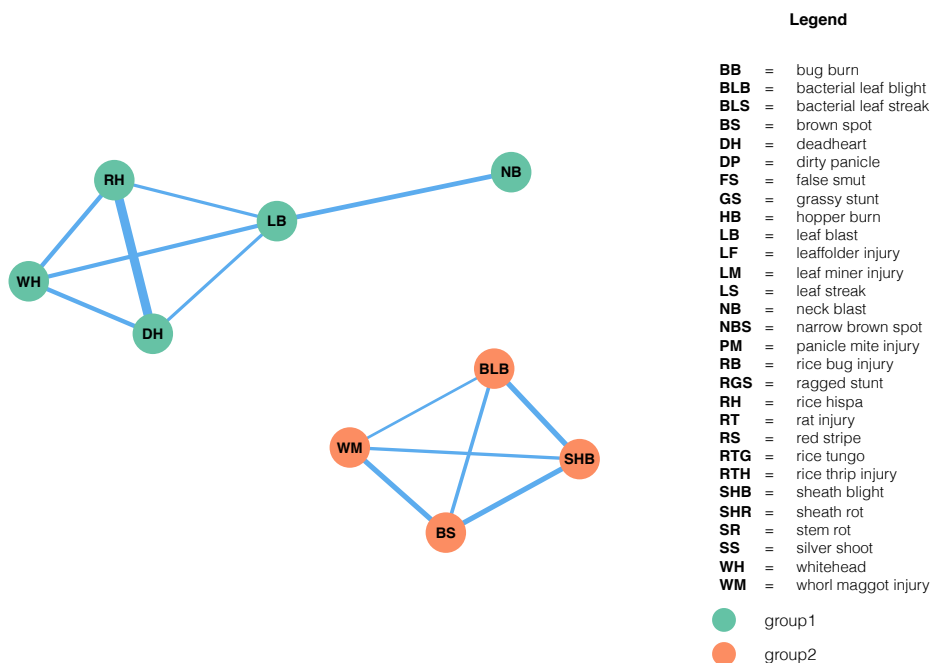 Legend
BB = bug burn
BLB = bacterial leaf blight
BLS = bacterial leaf streak
BS = brown spot
DH = deadheart
DP = dirty panicle
FS = false smut
GS = grassy stunt
HB = hopper burn
LB = leaf blast
LF = leaffolder injury
LM = leaf miner injury
LS = leaf streak
NB = neck blast
NBS = narrow brown spot
PM = panicle mite injury
RB = rice bug injury
RGS = ragged stunt
RH = rice hispa
RT = rat injury
RS = red stripe
RTG = rice tungo
RTH = rice thrip injury
SHB = sheath blight
SHR = sheath rot
SR = stem rot
SS = silver shoot
WH = whitehead
WM = whorl maggot injury
group1
group2
RH
NB
LB
WH
DH
BLB
WM
SHB
BS